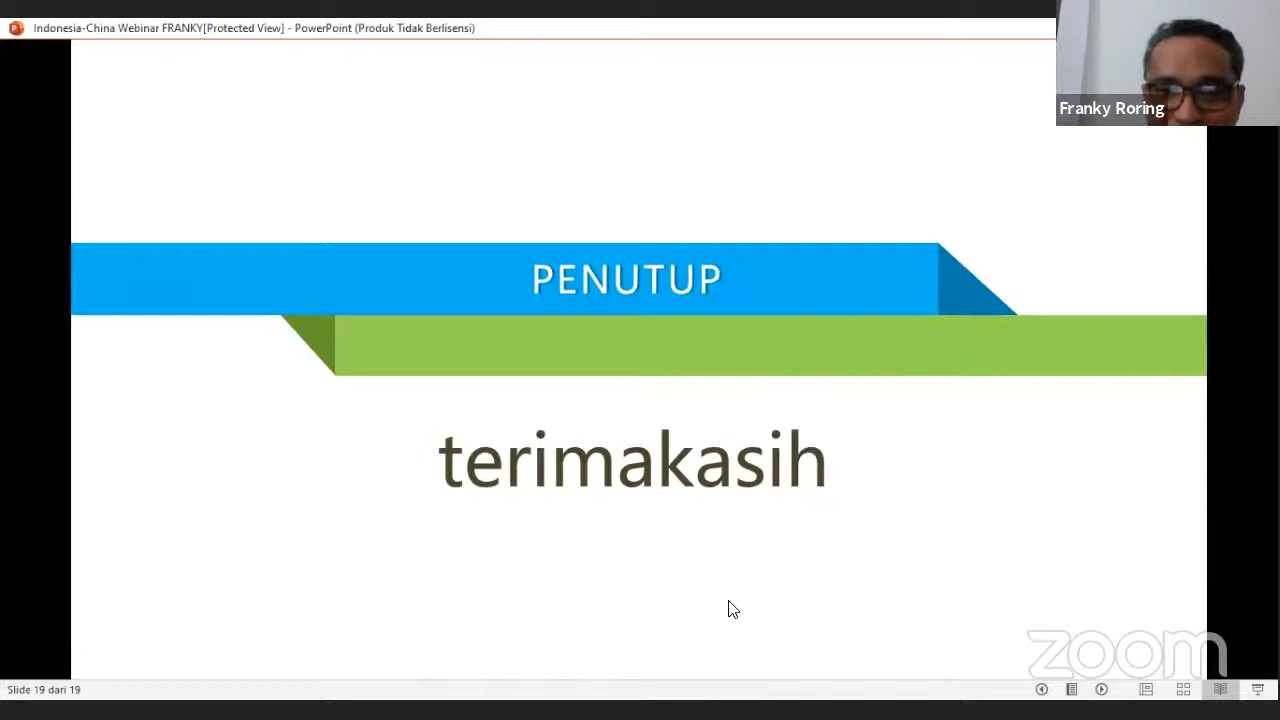 Indonesia-China Webinar FRANKY[Protected View] - PowerPoint (Produk Tidak Berlisensi)
Franky Roring
PENUTUP
terimakasih
zoom
Slide 19 dari 19